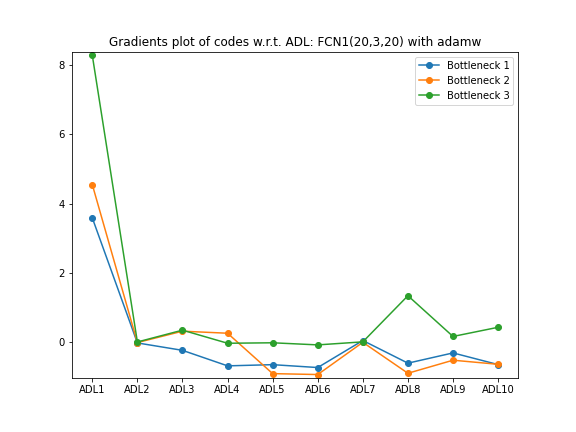 Gradients plot of codes w.r.t. ADL: FCN1(20,3,20) with adamw
Bottleneck 1
Bottleneck 2
Bottleneck 3
8
6
4
2
0
ADL1 ADL2 ADL3 ADL4 ADL5 ADL6 ADL7 ADL8 ADL9 ADL10